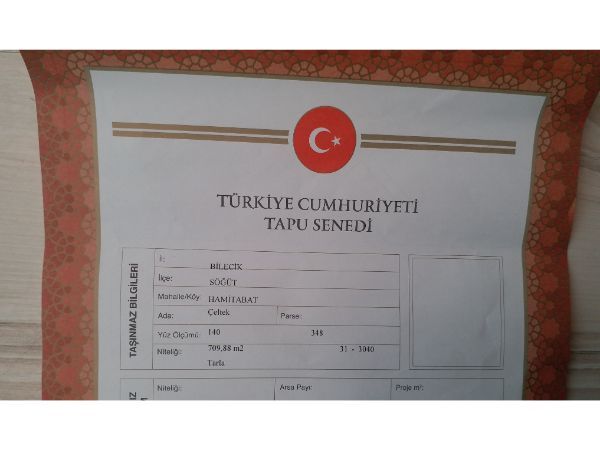 TÜRKİYE CUMHURİYETİ
TAPU SENEDİ
TAŞINMAZ BİLGİLERİ
İl:
BİLECİK
İlçe:
SÖĞÜT
Mahalle/Köy:
HAMİTABAT
Çeltek
Ada:
Parsel:
140
348
Yüz Ölçümü:
709,88 m2
31 - 3040
Niteliği:
Tarla
Niteliği:
Arsa Payı:
Proje m²: